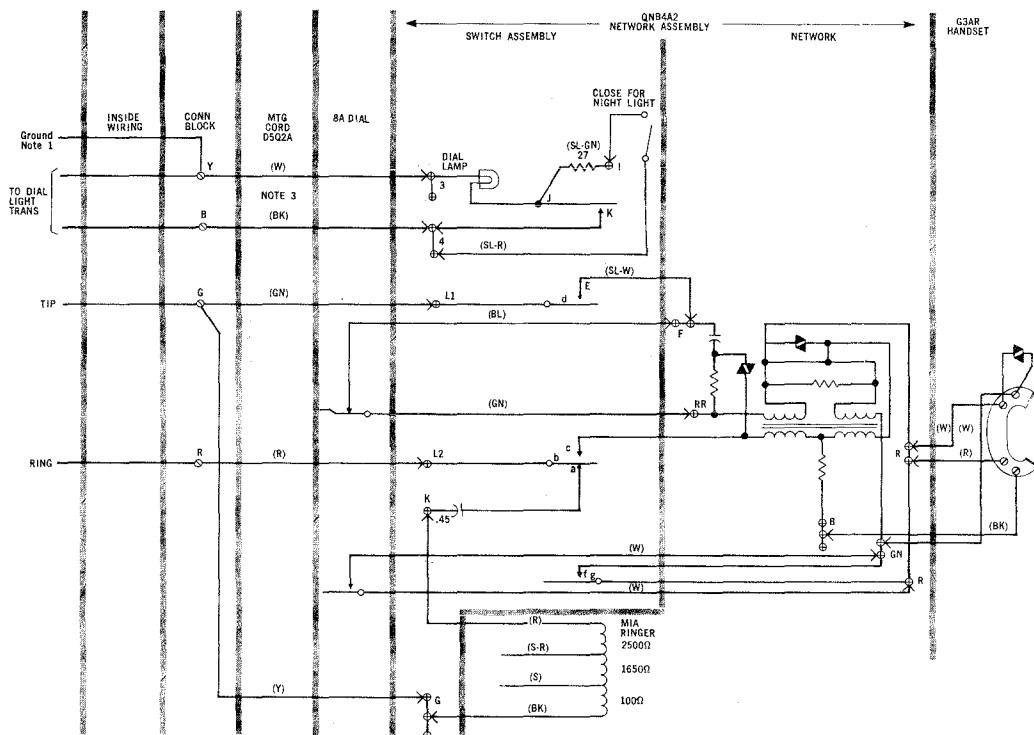 QNB4A2
NETWORK ASSEMBLY
SWITCH ASSEMBLY
NETWORK
G3AR
HANDSET
CLOSE FOR
NIGHT LIGHT
INSIDE
WIRING
CONN
BLOCK
MTG
CORD
D5Q2A
8A DIAL
Ground
Note 1
DIAL
LAMP
(SL-GN)
27
I
Y
(W)
3
J
K
TO DIAL
LIGHT
TRANS
NOTE 3
B
(BK)
4
(SL-R)
(SL-W)
E
TIP
G
(GN)
L1
d
(BL)
F
(GN)
RR
(W)
(W)
R
(R)
c
RING
R
(R)
L2
b
a
K
.45
B
(BK)
(W)
GN
f
g
(W)
R
(R)
MIA
RINGER
2500Ω
(S-R)
1650Ω
(S)
100Ω
(Y)
G
(BK)